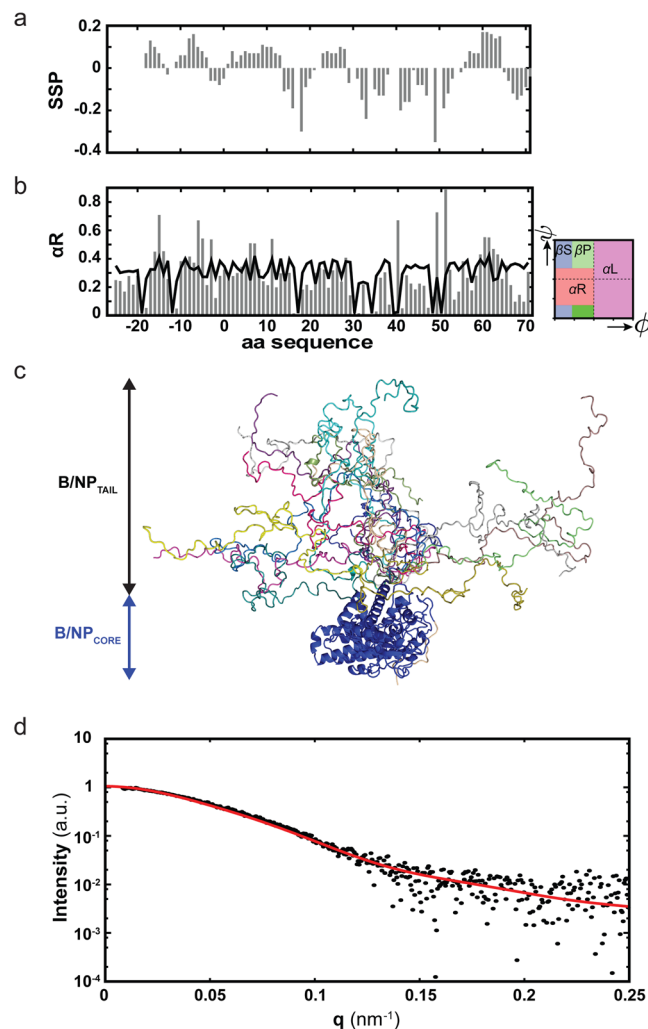 a
0.2
0
-0.2
-0.4
SSP
b
0.8
0.6
0.4
0.2
0
αR
-20 -10 0 10 20 30 40 50 60 70
aa sequence
ψ
βS βP
αL
αR
ϕ
c
B/NPTAIL
B/NPCORE
d
10
1
10-1
10-2
10-3
10-4
Intensity (a.u.)
0 0.05 0.1 0.15 0.2 0.25
q (nm-1)